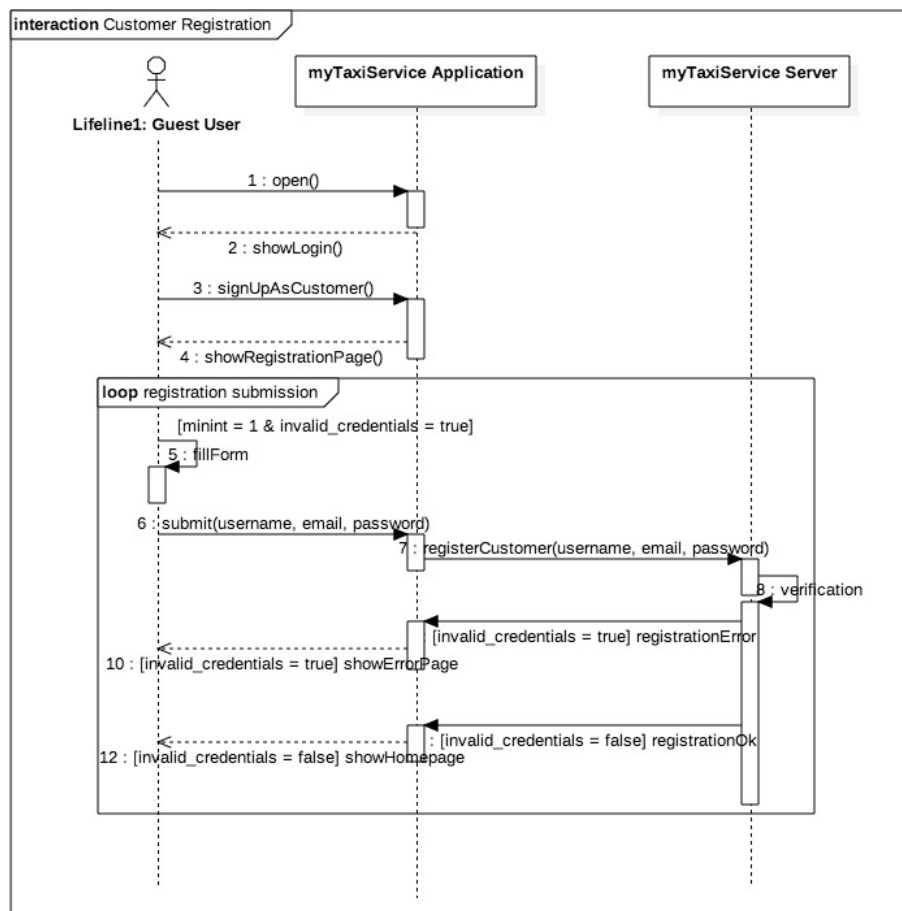 interaction Customer Registration
myTaxiService Application
myTaxiService Server
Lifeline1: Guest User
1 : open()
2 : showLogin()
3 : signUpAsCustomer()
4 : showRegistrationPage()
loop registration submission
[minint = 1 & invalid_credentials = true]
5 : fillForm
6 : submit(username, email, password)
7 : registerCustomer(username, email, password)
8 : verification
: [invalid_credentials = true] registrationError
10 : [invalid_credentials = true] showErrorPage
: [invalid_credentials = false] registrationOk
12 : [invalid_credentials = false] showHomepage